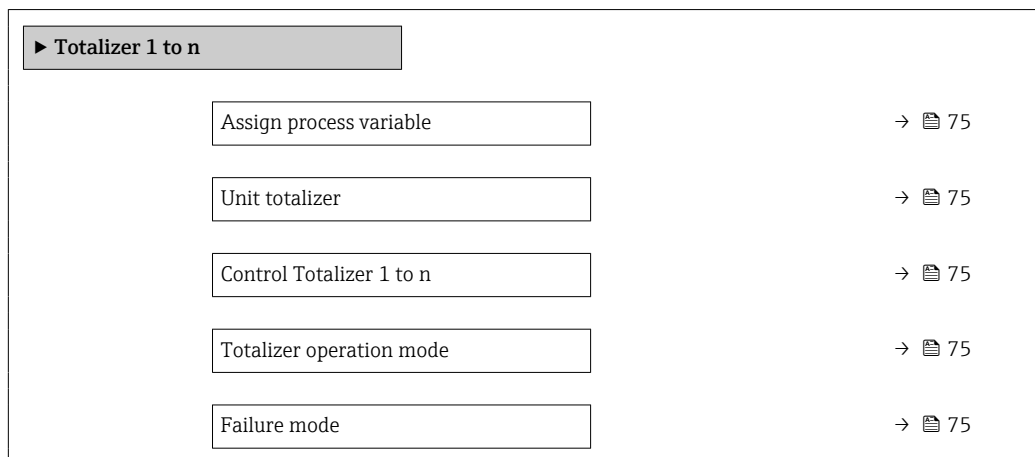 ▶ Totalizer 1 to n
Assign process variable → 75
Unit totalizer → 75
Control Totalizer 1 to n → 75
Totalizer operation mode → 75
Failure mode → 75